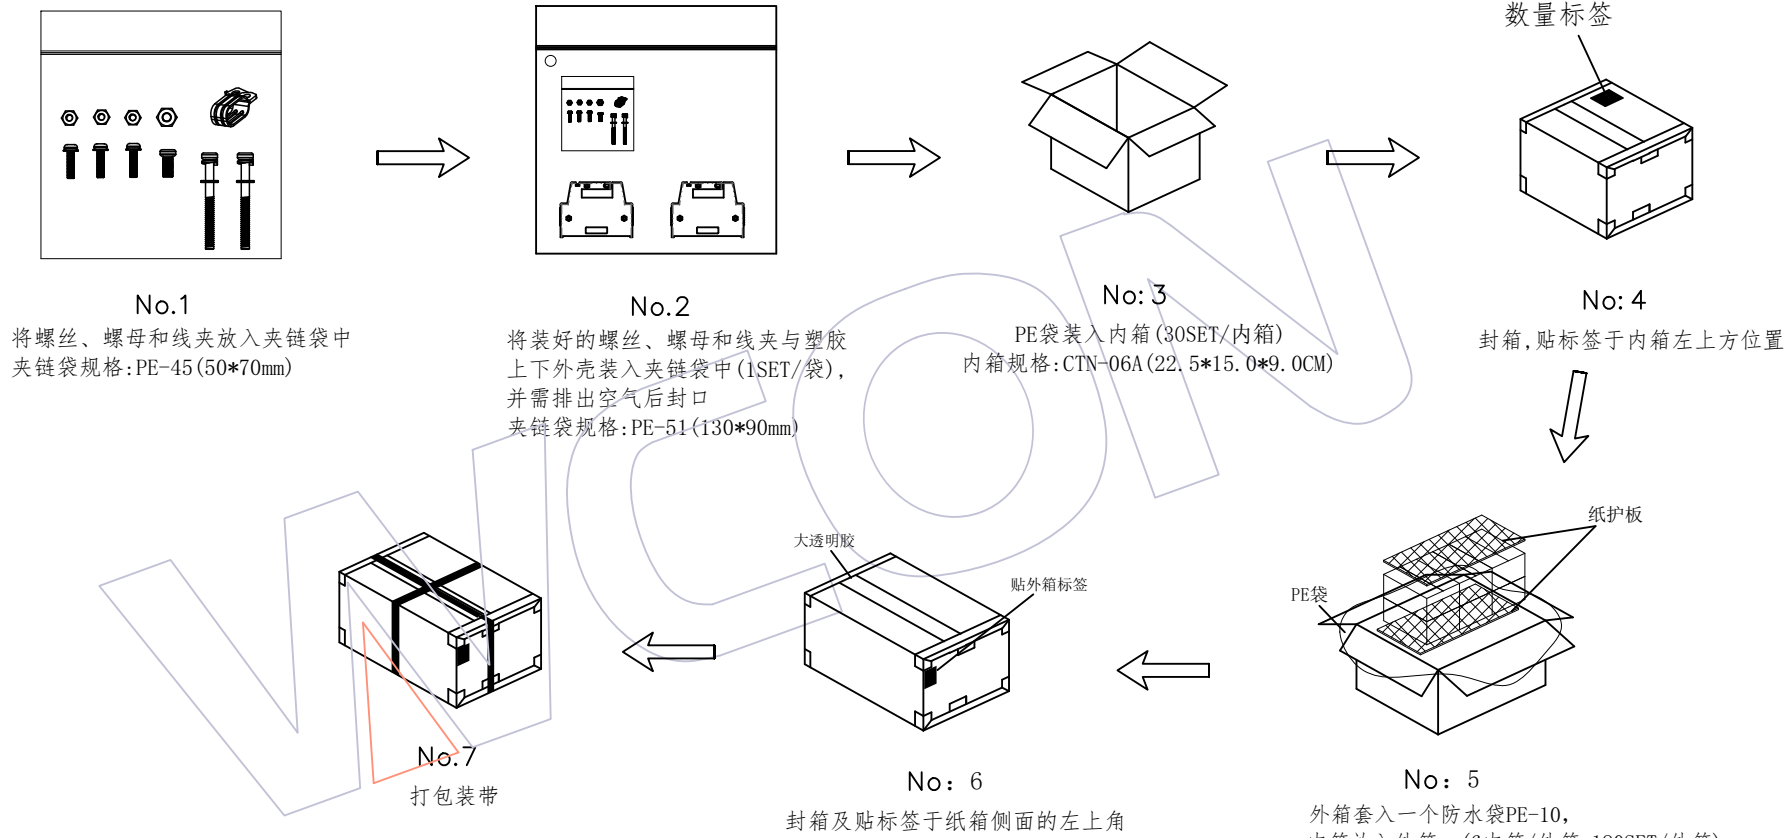 数量标签
No.1
将螺丝、螺母和线夹放入夹链袋中
夹链袋规格:PE-45(50*70mm)
No.2
将装好的螺丝、螺母和线夹与塑胶
上下外壳装入夹链袋中(1SET/袋),
并需排出空气后封口
夹链袋规格:PE-51(130*90mm)
No:3
PE袋装入内箱(30SET/内箱)
内箱规格:CTN-06A(22.5*15.0*9.0CM)
No:4
封箱,贴标签于内箱左上方位置
纸护板
PE袋
No: 5
外箱套入一个防水袋PE-10,
大透明胶
贴外箱标签
No: 6
封箱及贴标签于纸箱侧面的左上角
No.7
打包装带
WCON